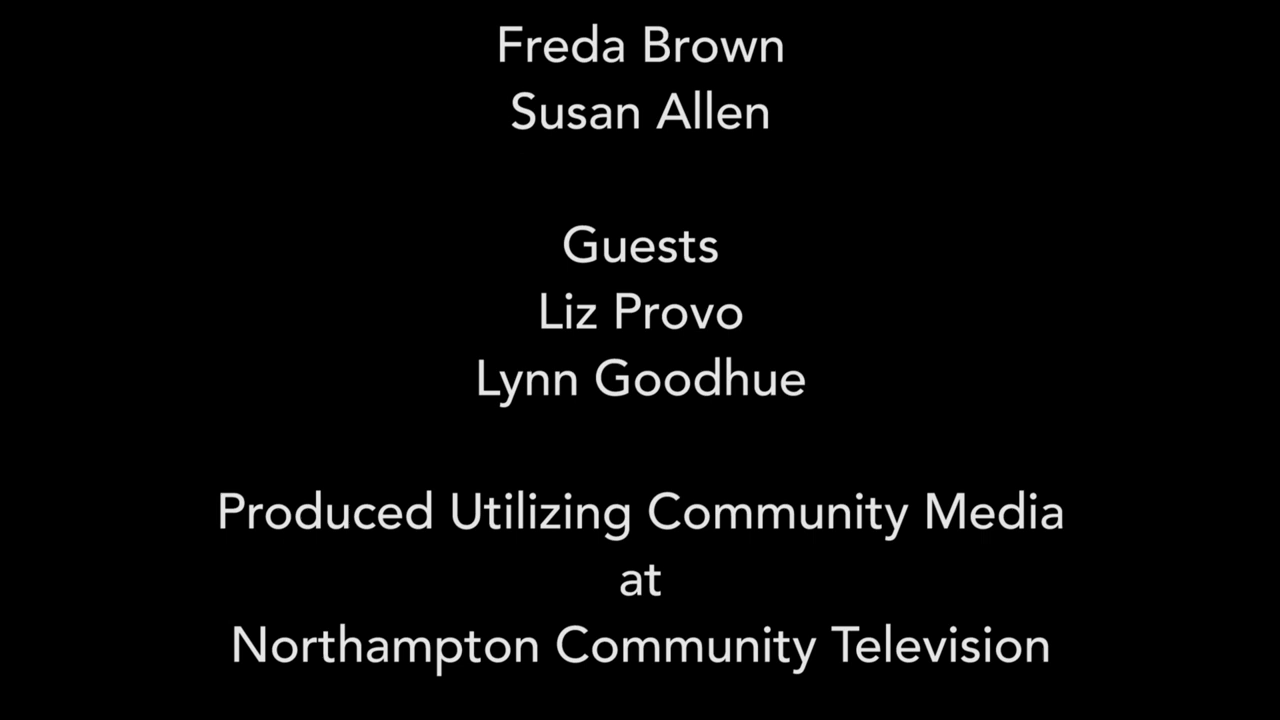 Freda Brown
Susan Allen
Guests
Liz Provo
Lynn Goodhue
Produced Utilizing Community Media
at
Northampton Community Television